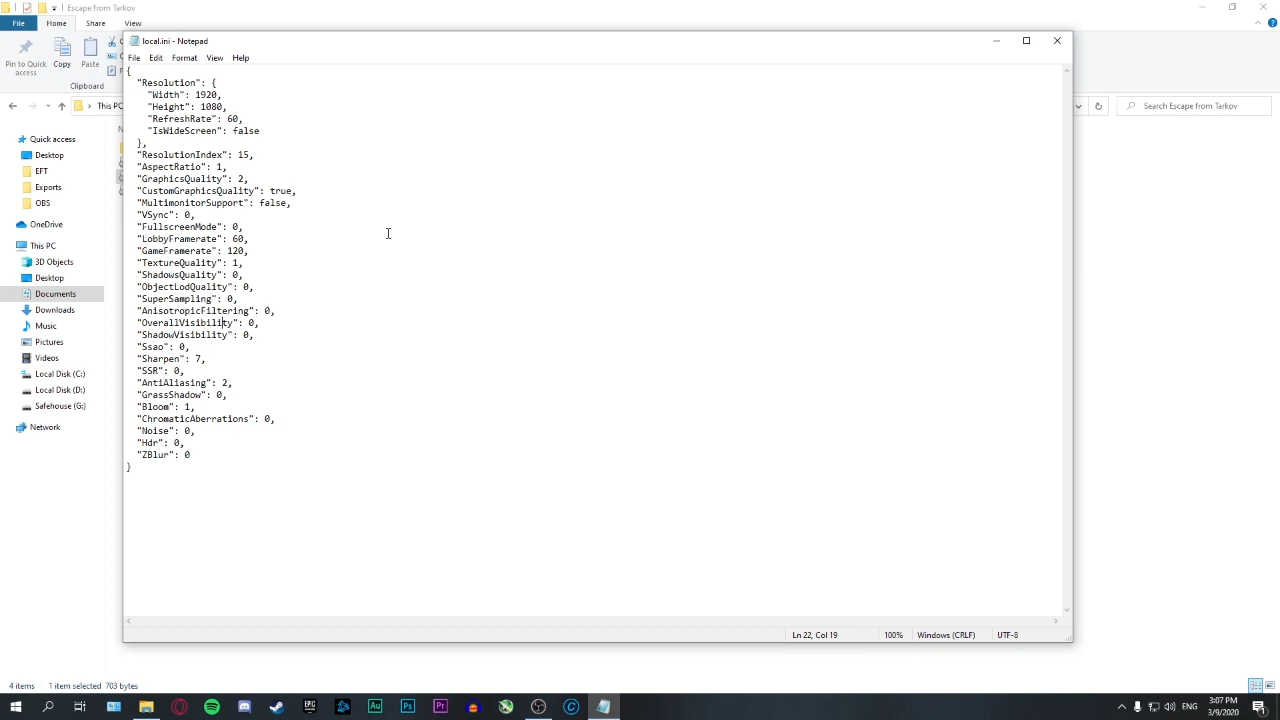 Escape from Tarkov
File Home Share View
Pin to Quick access
Copy
Paste
Clipboard
This PC
Search Escape from Tarkov
Quick access
Desktop
EFT
Exports
OBS
OneDrive
This PC
3D Objects
Desktop
Documents
Downloads
Music
Pictures
Videos
Local Disk (C:)
Local Disk (D:)
Safehouse (G:)
Network
local.ini - Notepad
File Edit Format View Help
{
"Resolution": {
"Width": 1920,
"Height": 1080,
"RefreshRate": 60,
"IsWideScreen": false
},
"ResolutionIndex": 15,
"AspectRatio": 1,
"GraphicsQuality": 2,
"CustomGraphicsQuality": true,
"MultimonitorSupport": false,
"VSync": 0,
"FullscreenMode": 0,
"LobbyFramerate": 60,
"GameFramerate": 120,
"TextureQuality": 1,
"ShadowsQuality": 0,
"ObjectLodQuality": 0,
"SuperSampling": 0,
"AnisotropicFiltering": 0,
"OverallVisibility": 0,
"ShadowVisibility": 0,
"Ssao": 0,
"Sharpen": 7,
"SSR": 0,
"AntiAliasing": 2,
"GrassShadow": 0,
"Bloom": 1,
"ChromaticAberrations": 0,
"Noise": 0,
"Hdr": 0,
"ZBlur": 0
}
Ln 22, Col 19 100% Windows (CRLF) UTF-8
4 items 1 item selected 703 bytes
EPIC GAMES
Au
Ps
Pr
ENG
3:07 PM
3/9/2020